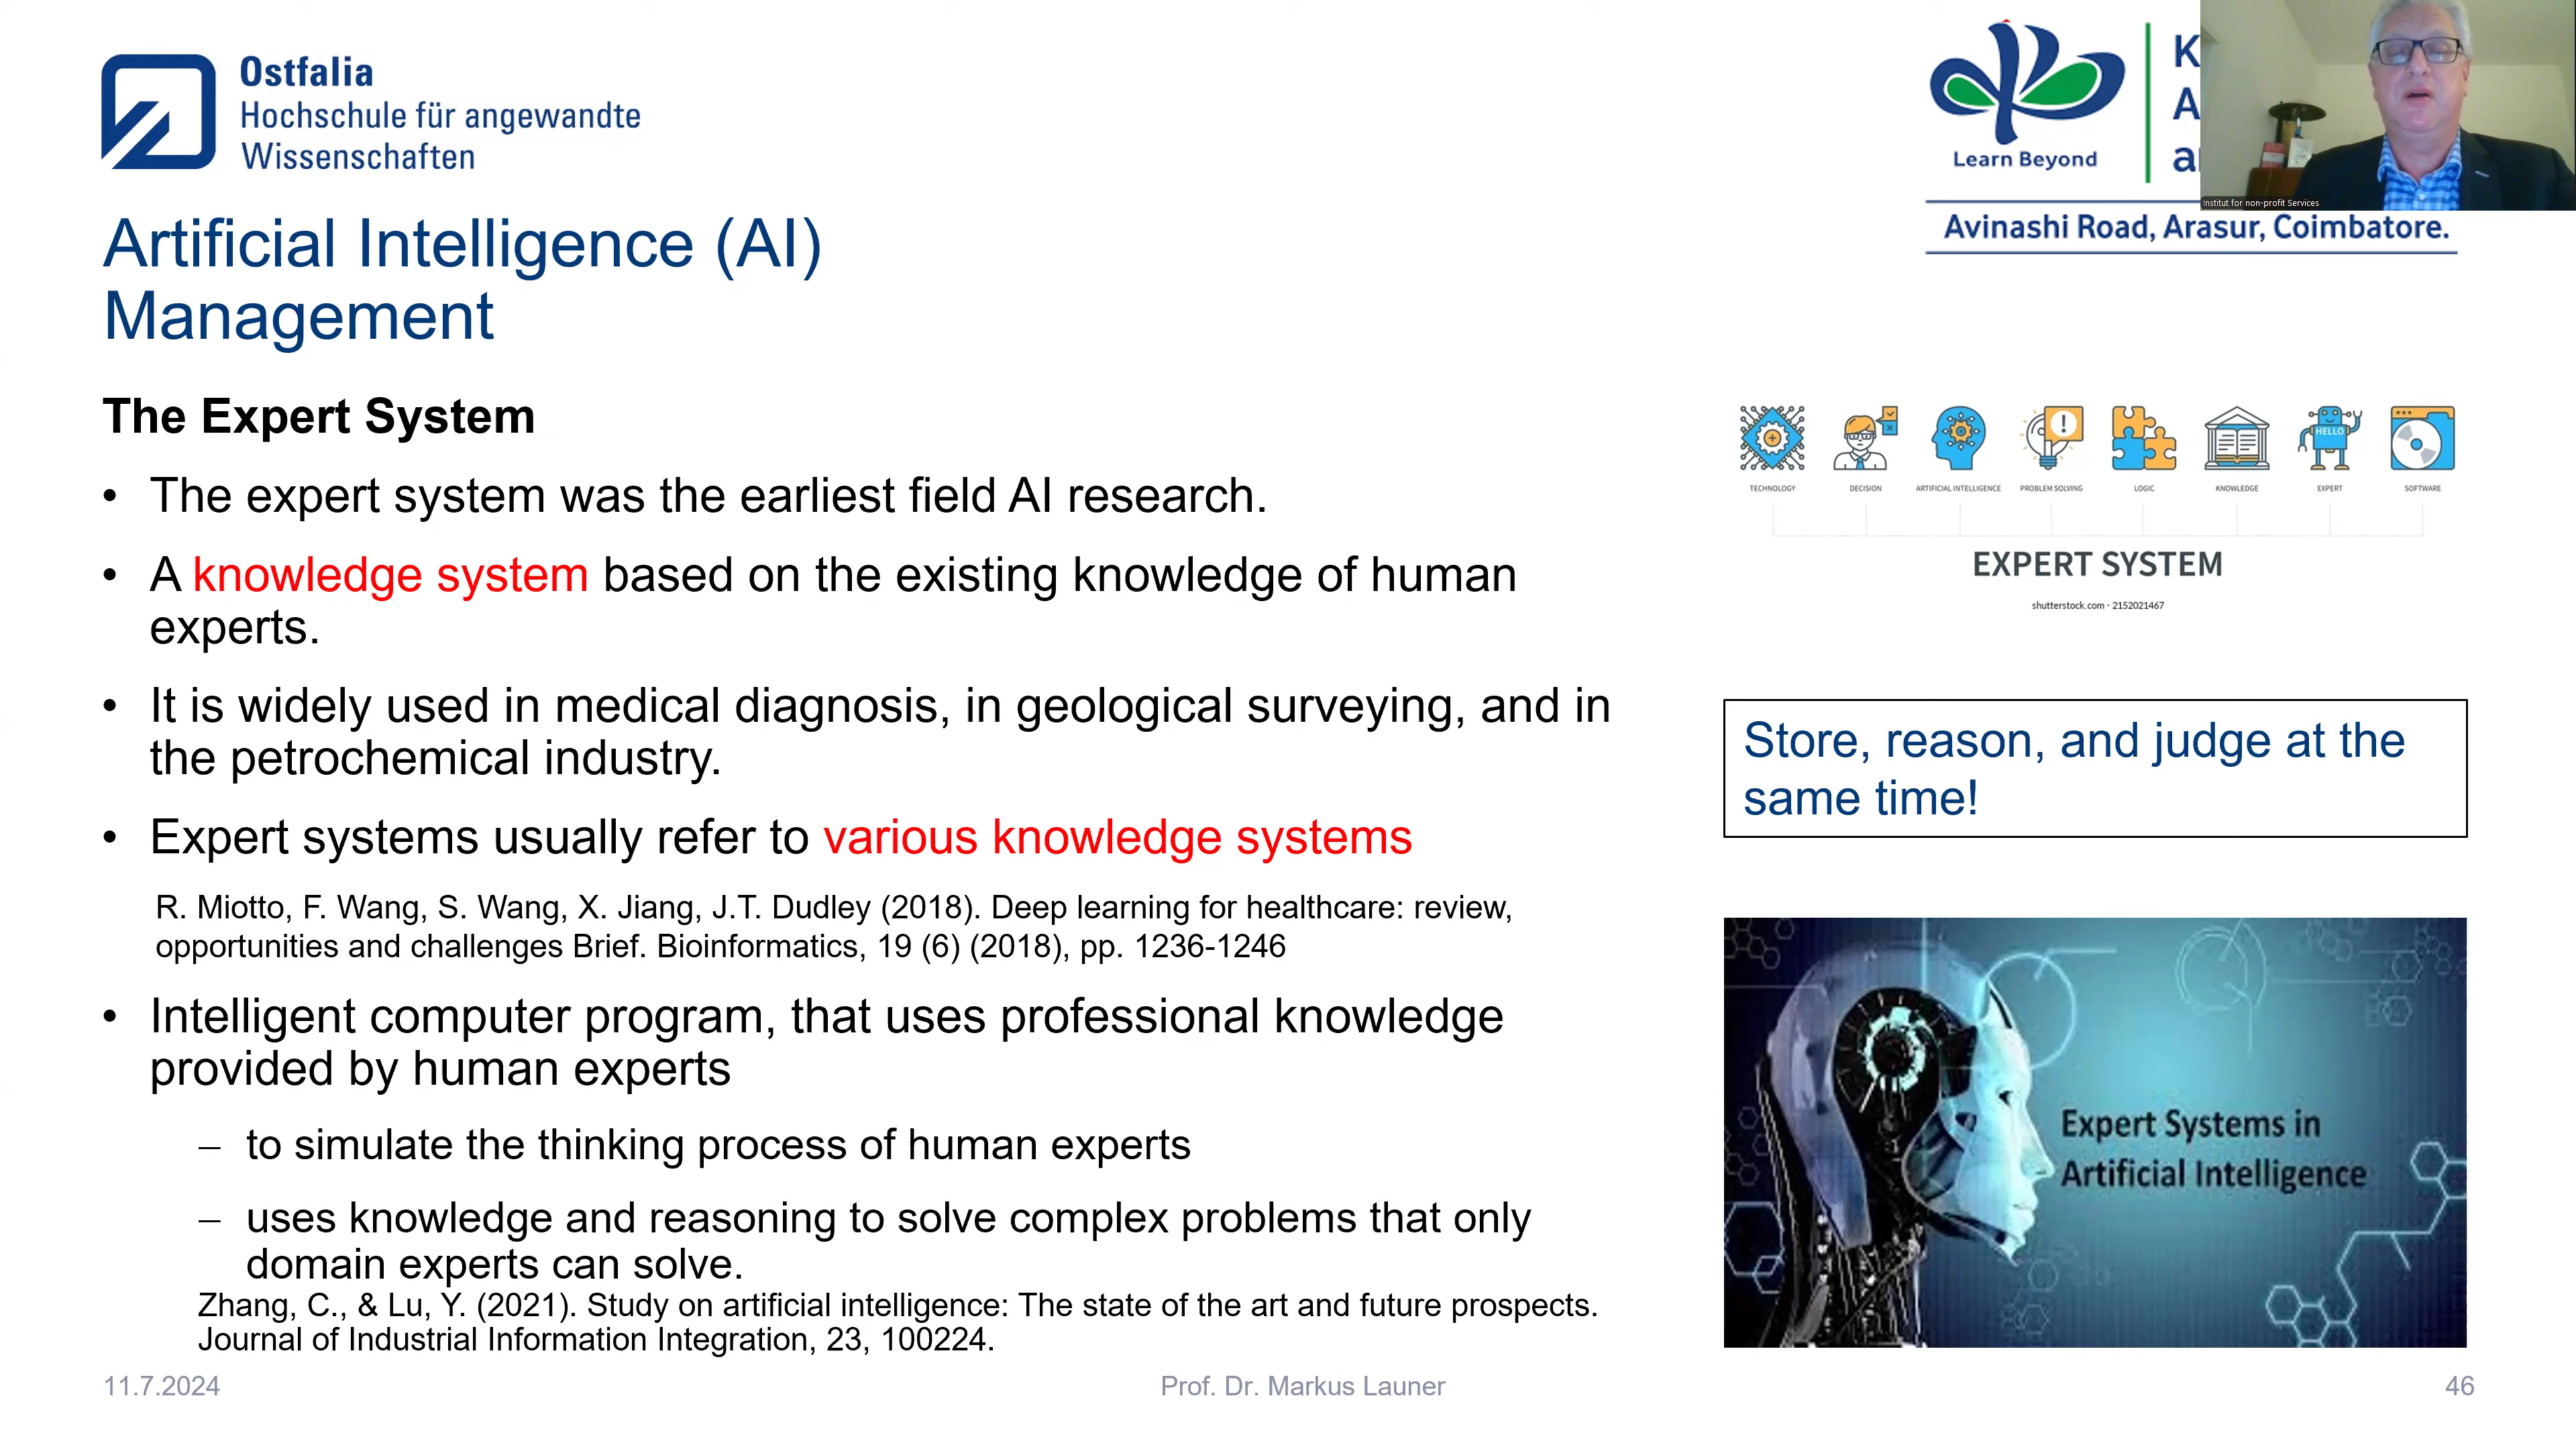 Ostfalia
Hochschule für angewandte
Wissenschaften
Learn Beyond
K
A
a
Institut for non-profit Services
Avinashi Road, Arasur, Coimbatore.
Artificial Intelligence (AI)
Management
The Expert System
• The expert system was the earliest field AI research.
• A knowledge system based on the existing knowledge of human
experts.
• It is widely used in medical diagnosis, in geological surveying, and in
the petrochemical industry.
• Expert systems usually refer to various knowledge systems
R. Miotto, F. Wang, S. Wang, X. Jiang, J.T. Dudley (2018). Deep learning for healthcare: review,
opportunities and challenges Brief. Bioinformatics, 19 (6) (2018), pp. 1236-1246
• Intelligent computer program, that uses professional knowledge
provided by human experts
– to simulate the thinking process of human experts
– uses knowledge and reasoning to solve complex problems that only
domain experts can solve.
Zhang, C., & Lu, Y. (2021). Study on artificial intelligence: The state of the art and future prospects.
Journal of Industrial Information Integration, 23, 100224.
HELLO
TECHNOLOGY DECISION ARTIFICIAL INTELLIGENCE PROBLEM SOLVING LOGIC KNOWLEDGE EXPERT SOFTWARE
EXPERT SYSTEM
shutterstock.com · 2152021467
Store, reason, and judge at the
same time!
Expert Systems in
Artificial Intelligence
11.7.2024
Prof. Dr. Markus Launer
46